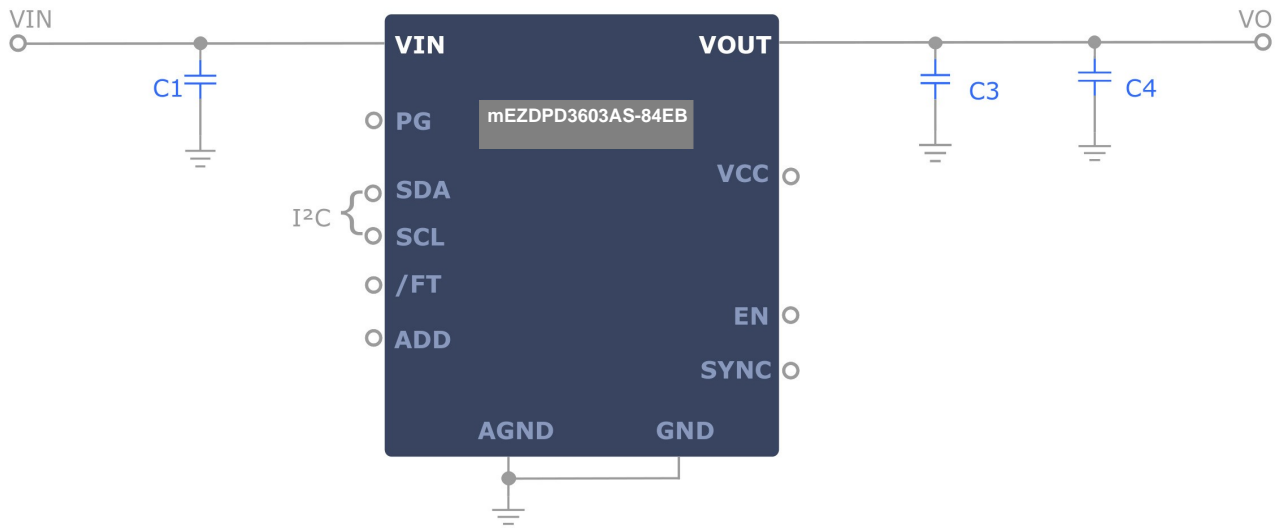 VIN
VO
VIN
VOUT
C1
C3
C4
PG
mEZDPD3603AS-84EB
VCC
SDA
I²C
SCL
/FT
EN
ADD
SYNC
AGND
GND